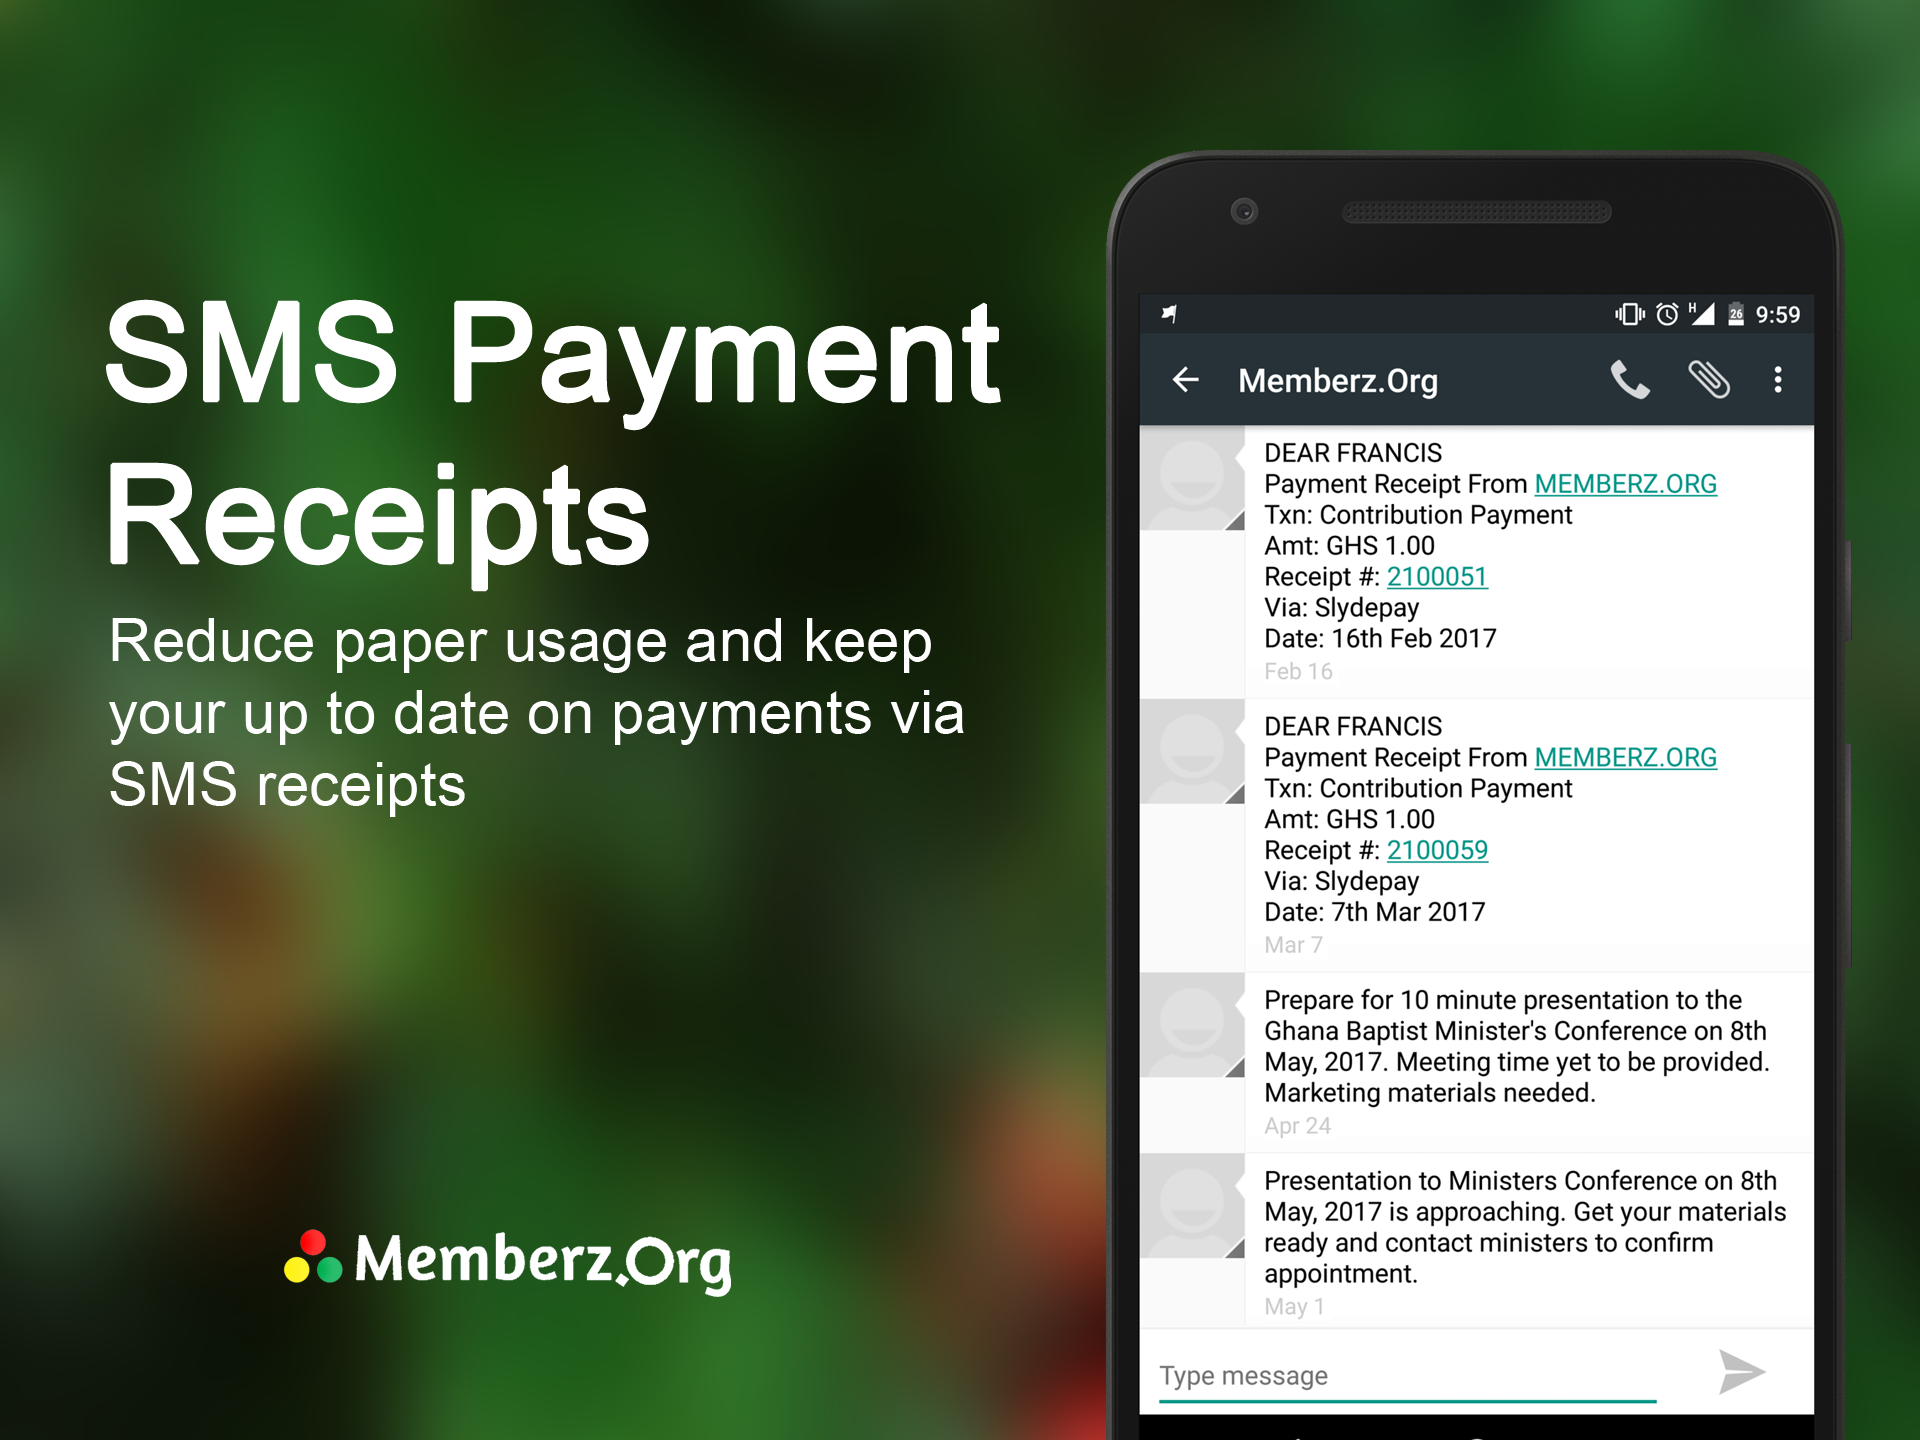 SMS Payment
Receipts
Reduce paper usage and keep
your up to date on payments via
SMS receipts
Memberz.Org
H
26
9:59
Memberz.Org
DEAR FRANCIS
Payment Receipt From MEMBERZ.ORG
Txn: Contribution Payment
Amt: GHS 1.00
Receipt #: 2100051
Via: Slydepay
Date: 16th Feb 2017
Feb 16
DEAR FRANCIS
Payment Receipt From MEMBERZ.ORG
Txn: Contribution Payment
Amt: GHS 1.00
Receipt #: 2100059
Via: Slydepay
Date: 7th Mar 2017
Mar 7
Prepare for 10 minute presentation to the
Ghana Baptist Minister's Conference on 8th
May, 2017. Meeting time yet to be provided.
Marketing materials needed.
Apr 24
Presentation to Ministers Conference on 8th
May, 2017 is approaching. Get your materials
ready and contact ministers to confirm
appointment.
May 1
Type message